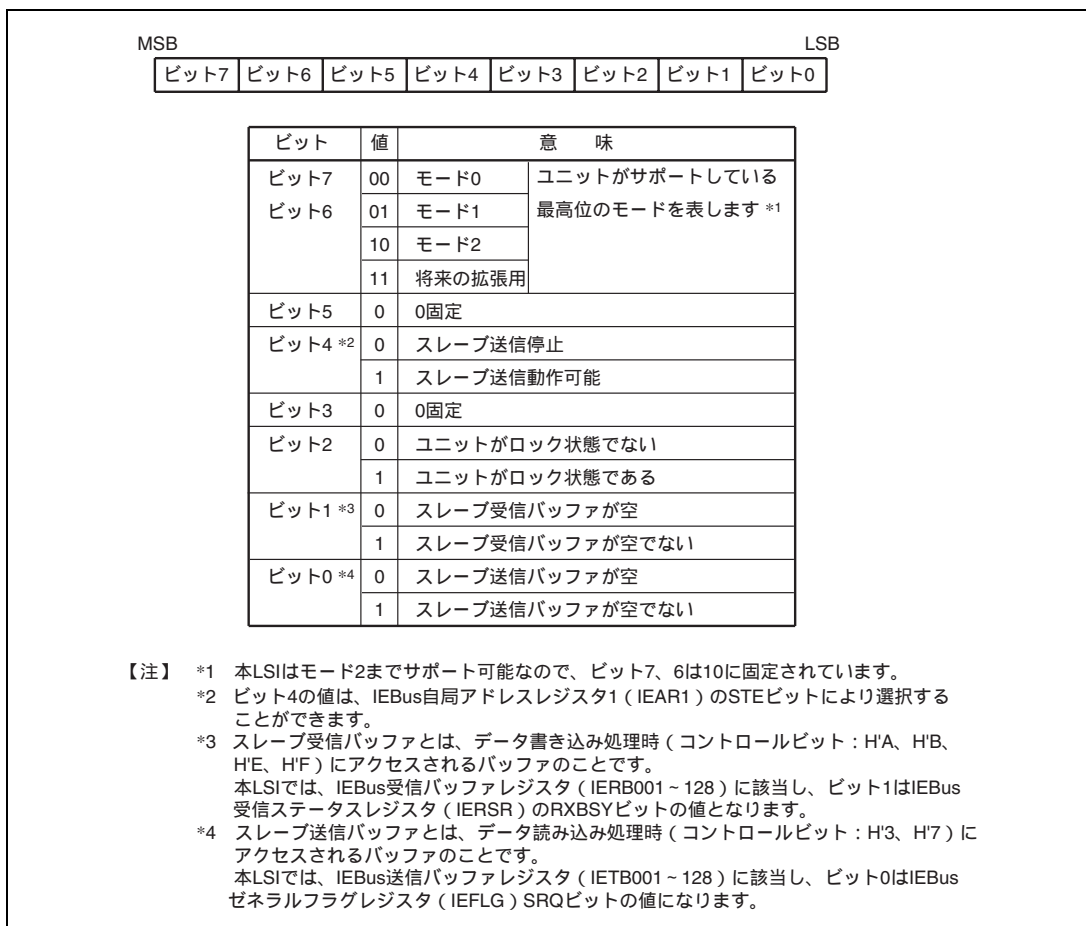 MSB LSB
ビット7 ビット6 ビット5 ビット4 ビット3 ビット2 ビット1 ビット0
ビット 値 意 味
ビット7 00 モード0 ユニットがサポートしている
ビット6 01 モード1 最高位のモードを表します *1
10 モード2
11 将来の拡張用
ビット5 0 0固定
ビット4 *2 0 スレーブ送信停止
1 スレーブ送信動作可能
ビット3 0 0固定
ビット2 0 ユニットがロック状態でない
1 ユニットがロック状態である
ビット1 *3 0 スレーブ受信バッファが空
1 スレーブ受信バッファが空でない
ビット0 *4 0 スレーブ送信バッファが空
1 スレーブ送信バッファが空でない
【注】 *1 本LSIはモード2までサポート可能なので、ビット7、6は10に固定されています。
*2 ビット4の値は、IEBus自局アドレスレジスタ1（IEAR1）のSTEビットにより選択する
ことができます。
*3 スレーブ受信バッファとは、データ書き込み処理時（コントロールビット：H'A、H'B、
H'E、H'F）にアクセスされるバッファのことです。
本LSIでは、IEBus受信バッファレジスタ（IERB001～128）に該当し、ビット1はIEBus
受信ステータスレジスタ（IERSR）のRXBSYビットの値となります。
*4 スレーブ送信バッファとは、データ読み込み処理時（コントロールビット：H'3、H'7）に
アクセスされるバッファのことです。
本LSIでは、IEBus送信バッファレジスタ（IETB001～128）に該当し、ビット0はIEBus
ゼネラルフラグレジスタ（IEFLG）SRQビットの値になります。